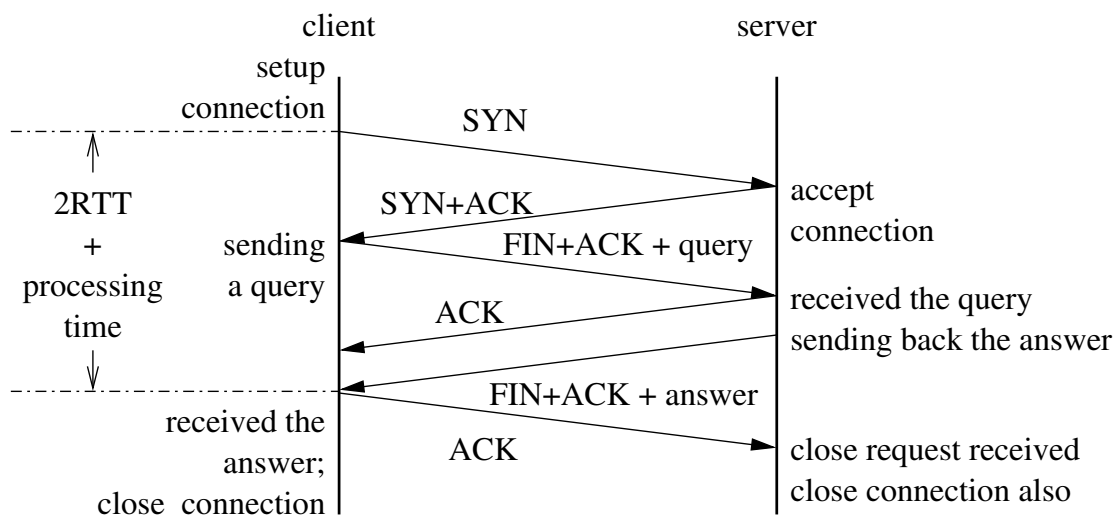 client
server
setup
connection
SYN
2RTT
+
processing
time
SYN+ACK
accept
connection
sending
a query
FIN+ACK + query
ACK
received the query
sending back the answer
FIN+ACK + answer
received the
answer;
close connection
ACK
close request received
close connection also